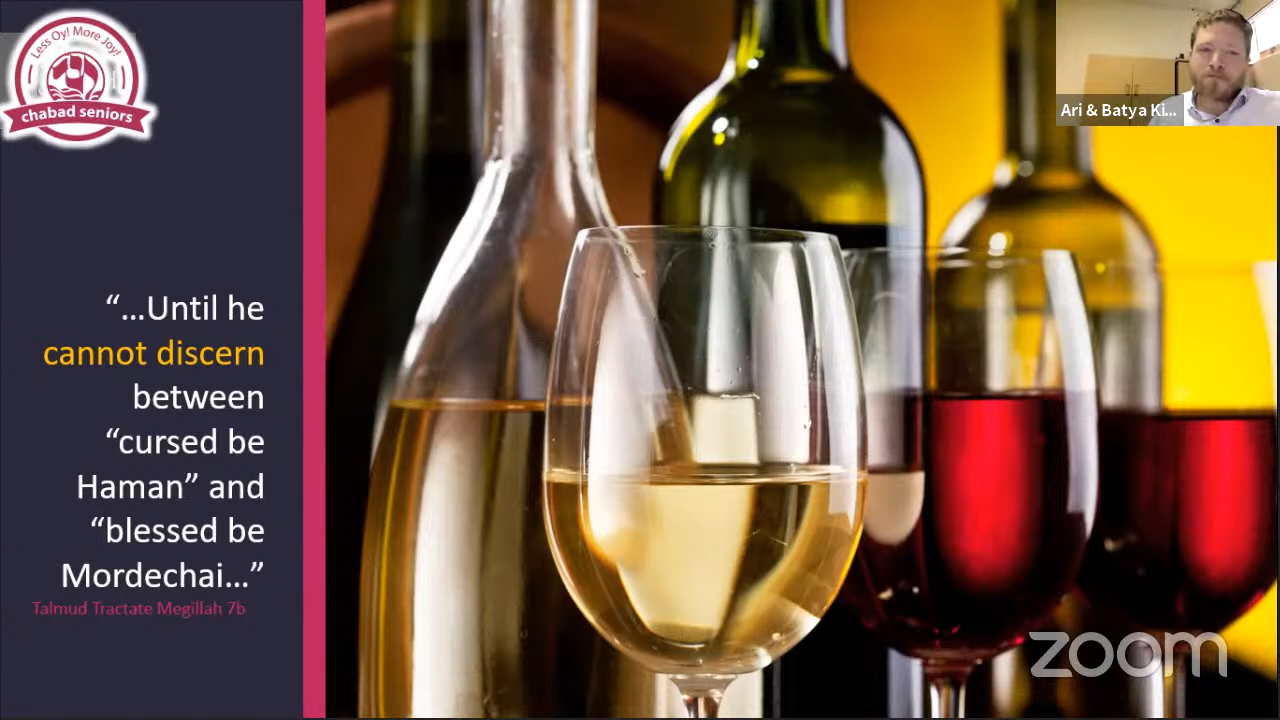 Less Oy! More Joy!
chabad seniors
“...Until he
cannot discern
between
“cursed be
Haman” and
“blessed be
Mordechai...”
Talmud Tractate Megillah 7b
Ari & Batya Ki...
zoom